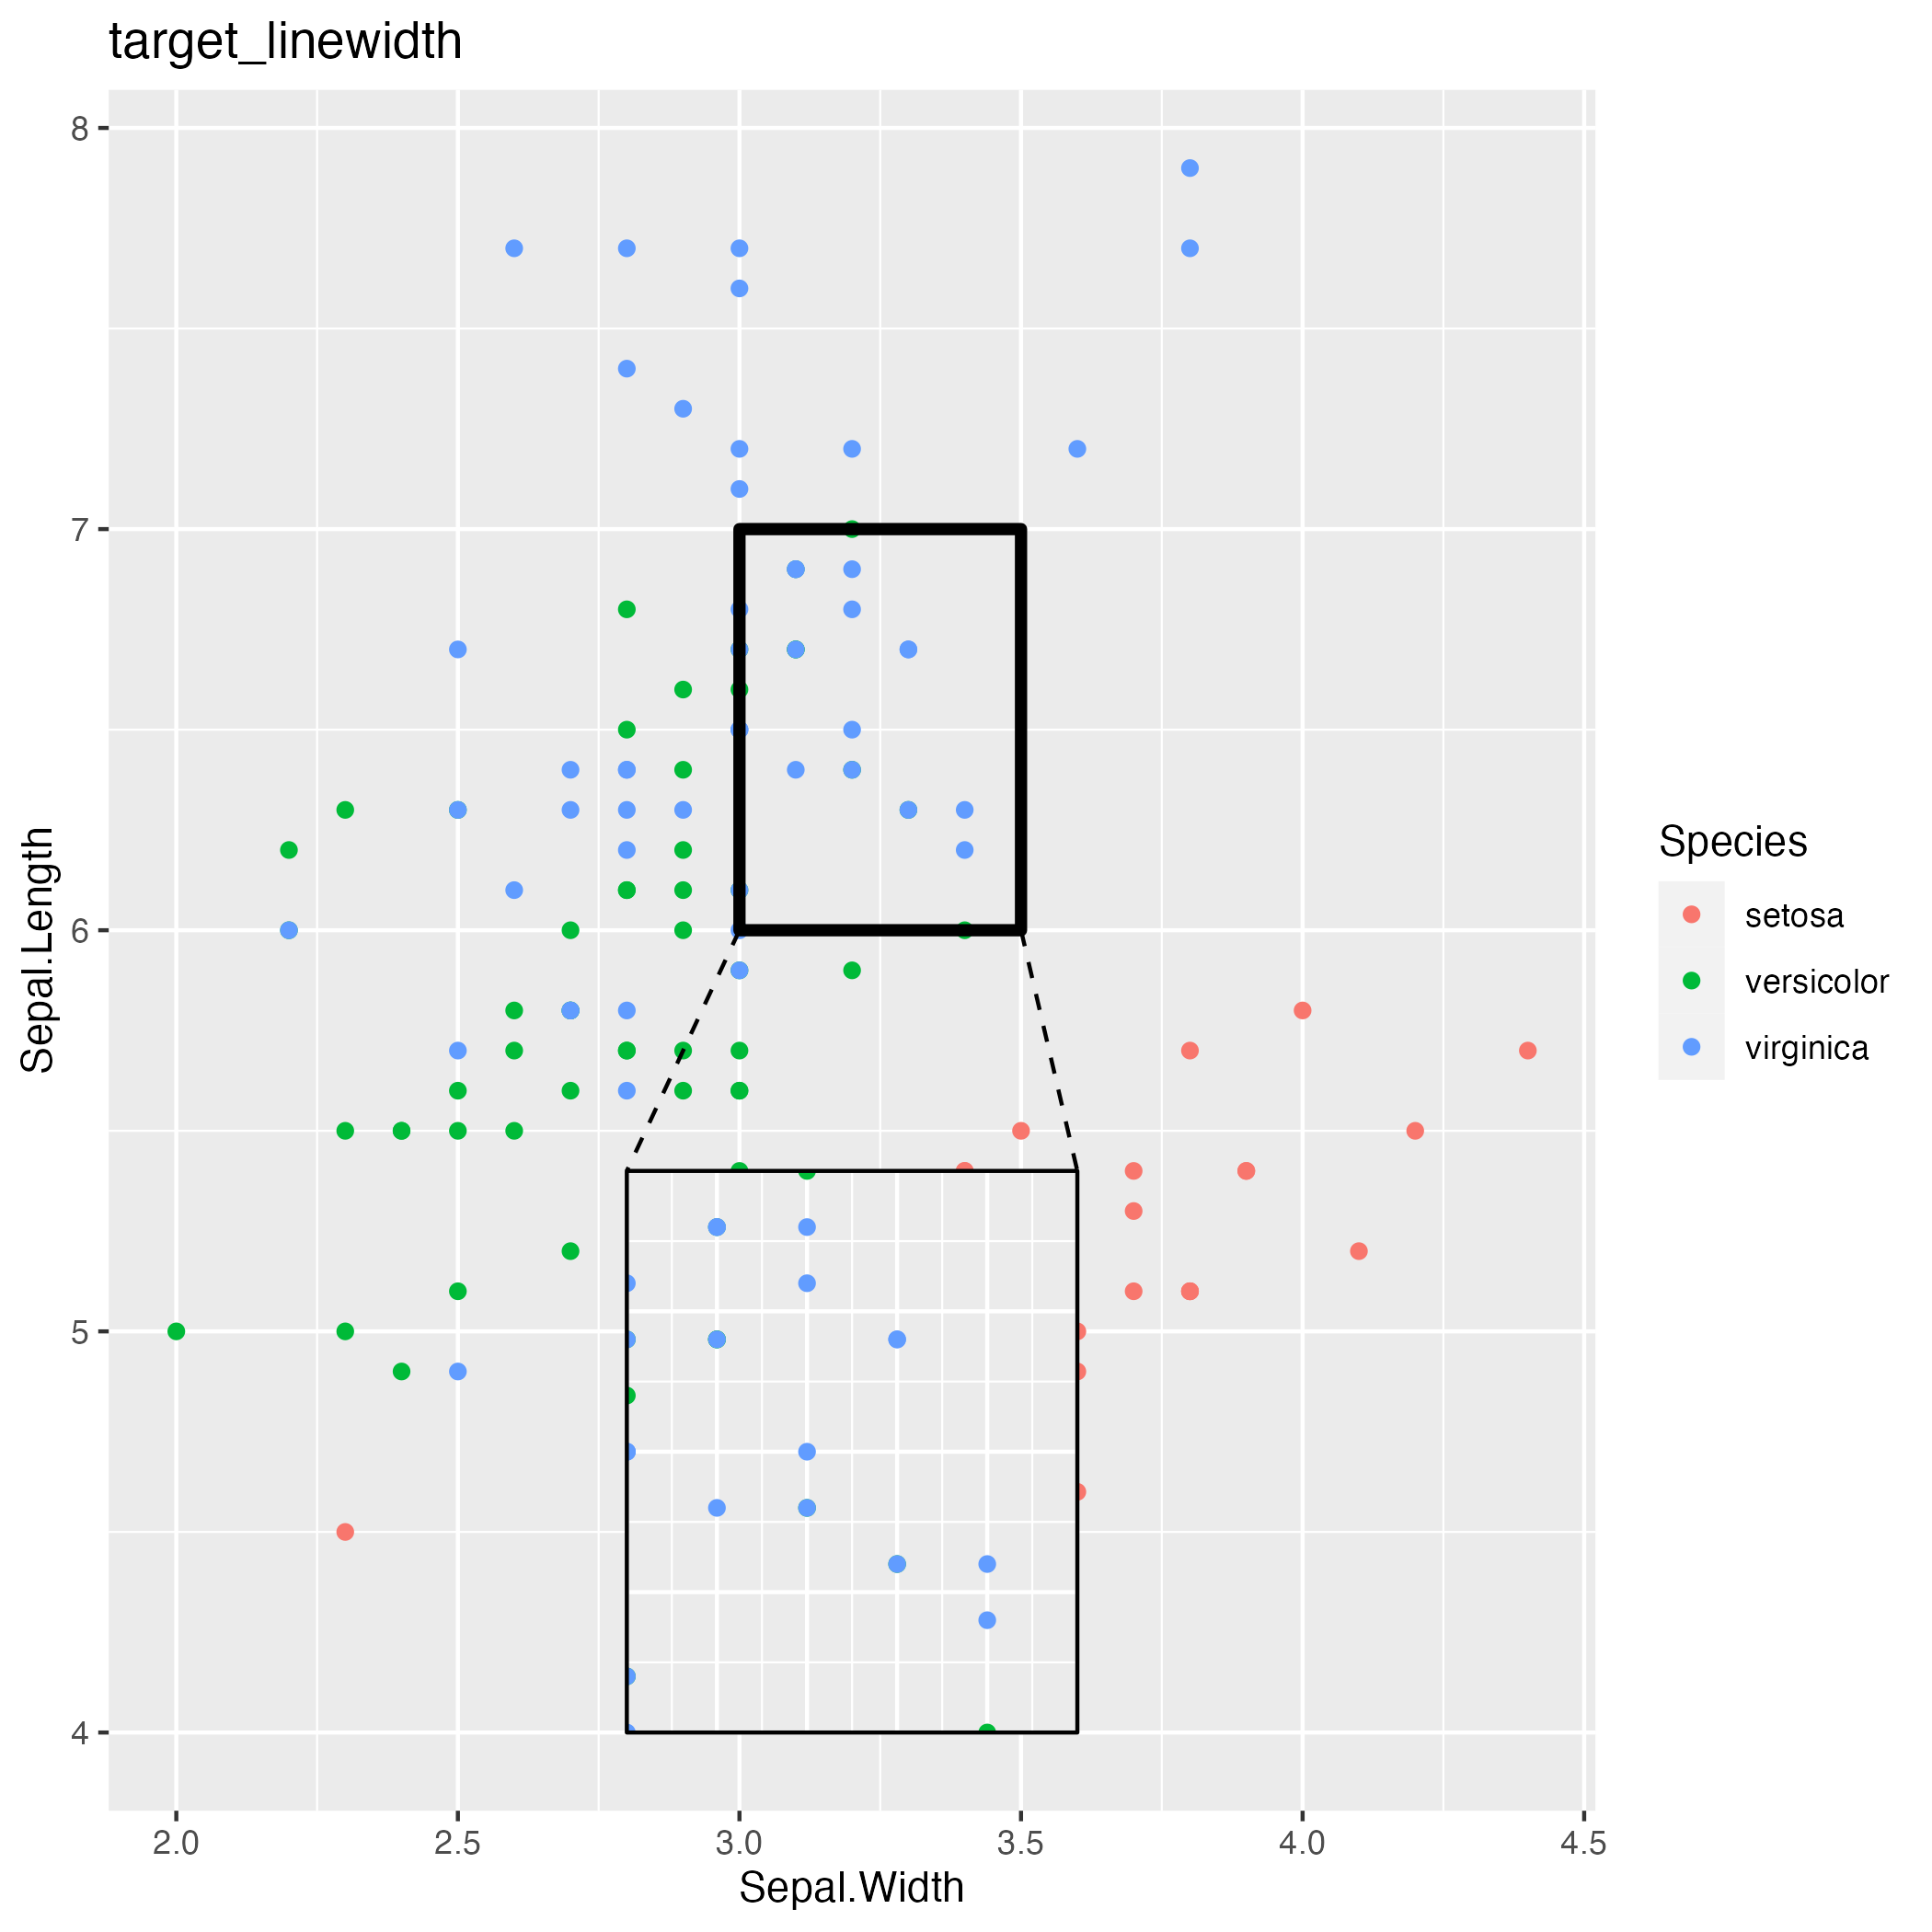 target_linewidth
8
7
6
5
4
Sepal.Length
2.0 2.5 3.0 3.5 4.0 4.5
Sepal.Width
Species
setosa
versicolor
virginica